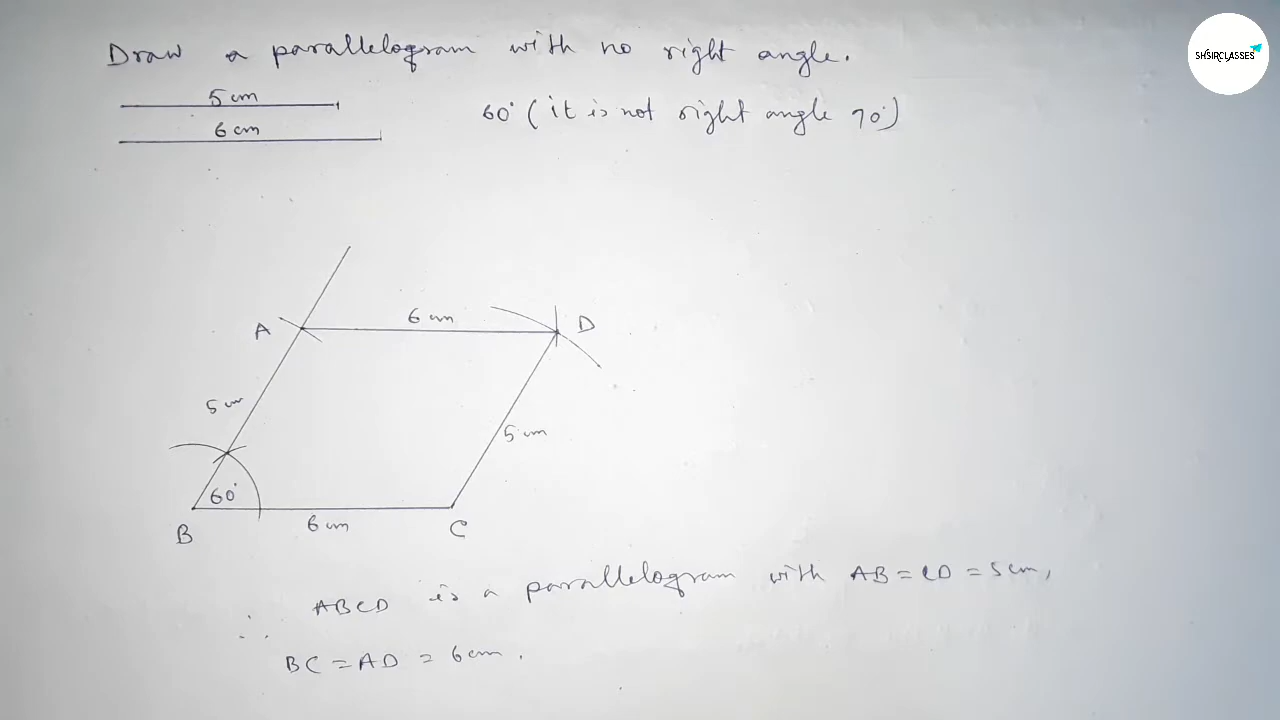 Draw a parallelogram with no right angle.
SHSIRCLASSES
5 cm
60° (it is not right angle 90°)
6 cm
A
6 cm
D
5 cm
5 cm
60°
B
6 cm
C
∴ ABCD is a parallelogram with AB = CD = 5 cm,
BC = AD = 6 cm.